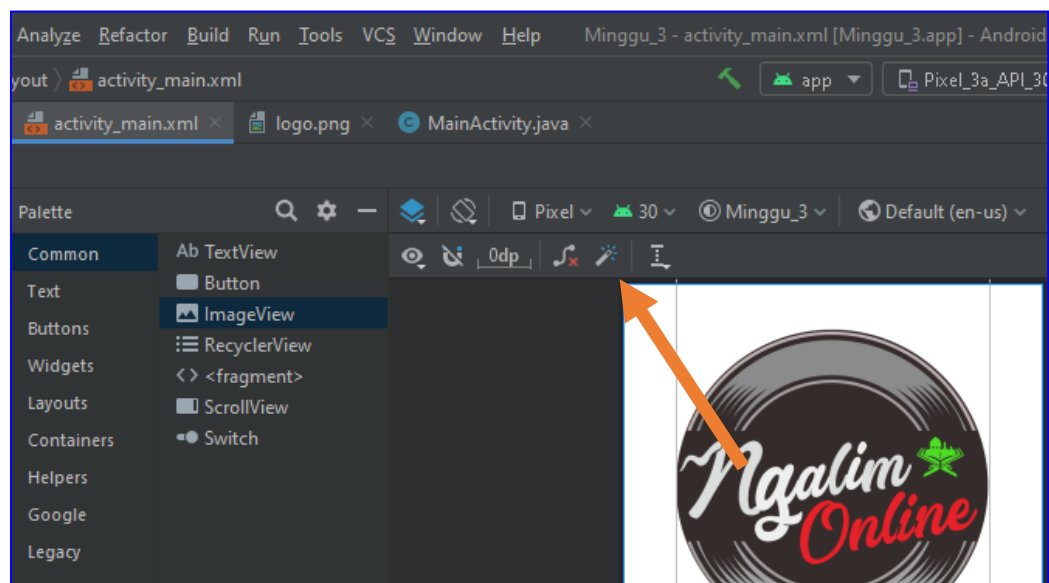 Analyze Refactor Build Run Tools VCS Window Help Minggu_3 - activity_main.xml [Minggu_3.app] - Android
yout 〉 activity_main.xml app Pixel_3a_API_30
activity_main.xml × logo.png × MainActivity.java ×
Palette Pixel 30 Minggu_3 Default (en-us)
0dp
Common
Text
Buttons
Widgets
Layouts
Containers
Helpers
Google
Legacy
Ab TextView
Button
ImageView
RecyclerView
<> <fragment>
ScrollView
Switch
Ngalim
Online